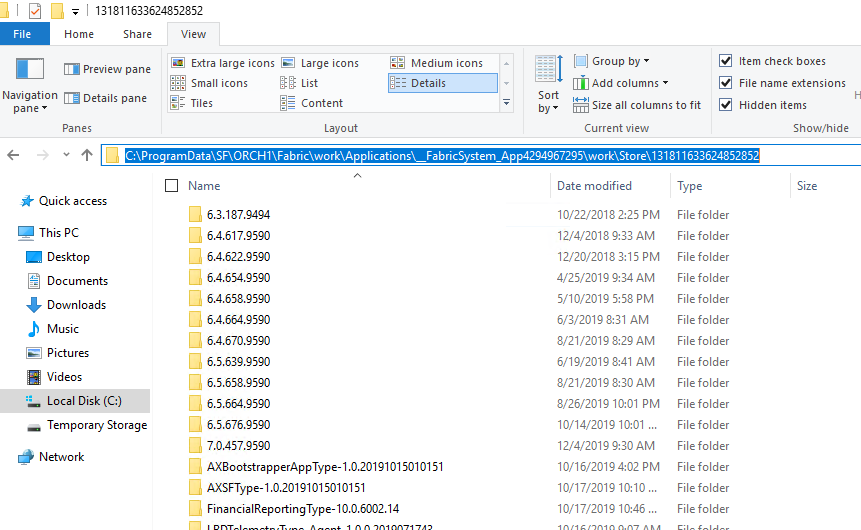 131811633624852852
File Home Share View
Preview pane Extra large icons Large icons Medium icons Group by Item check boxes
Navigation pane Details pane Small icons List Details Sort by Add columns File name extensions
Tiles Content Size all columns to fit Hidden items
Panes Layout Current view Show/hide
C:\ProgramData\SF\ORCH1\Fabric\work\Applications\__FabricSystem_App4294967295\work\Store\131811633624852852
Name Date modified Type Size
Quick access
This PC
Desktop
Documents
Downloads
Music
Pictures
Videos
Local Disk (C:)
Temporary Storage
Network
6.3.187.9494 10/22/2018 2:25 PM File folder
6.4.617.9590 12/4/2018 9:33 AM File folder
6.4.622.9590 12/20/2018 3:15 PM File folder
6.4.654.9590 4/25/2019 9:34 AM File folder
6.4.658.9590 5/10/2019 5:58 PM File folder
6.4.664.9590 6/3/2019 8:31 AM File folder
6.4.670.9590 8/21/2019 8:29 AM File folder
6.5.639.9590 6/19/2019 8:41 AM File folder
6.5.658.9590 8/21/2019 8:30 AM File folder
6.5.664.9590 8/26/2019 10:01 PM File folder
6.5.676.9590 10/14/2019 10:01 ... File folder
7.0.457.9590 12/4/2019 9:30 AM File folder
AXBootstrapperAppType-1.0.20191015010151 10/16/2019 4:02 PM File folder
AXSFType-1.0.20191015010151 10/17/2019 10:10 ... File folder
FinancialReportingType-10.0.6002.14 10/17/2019 10:46 ... File folder
10/16/2019 9:07 AM File folder